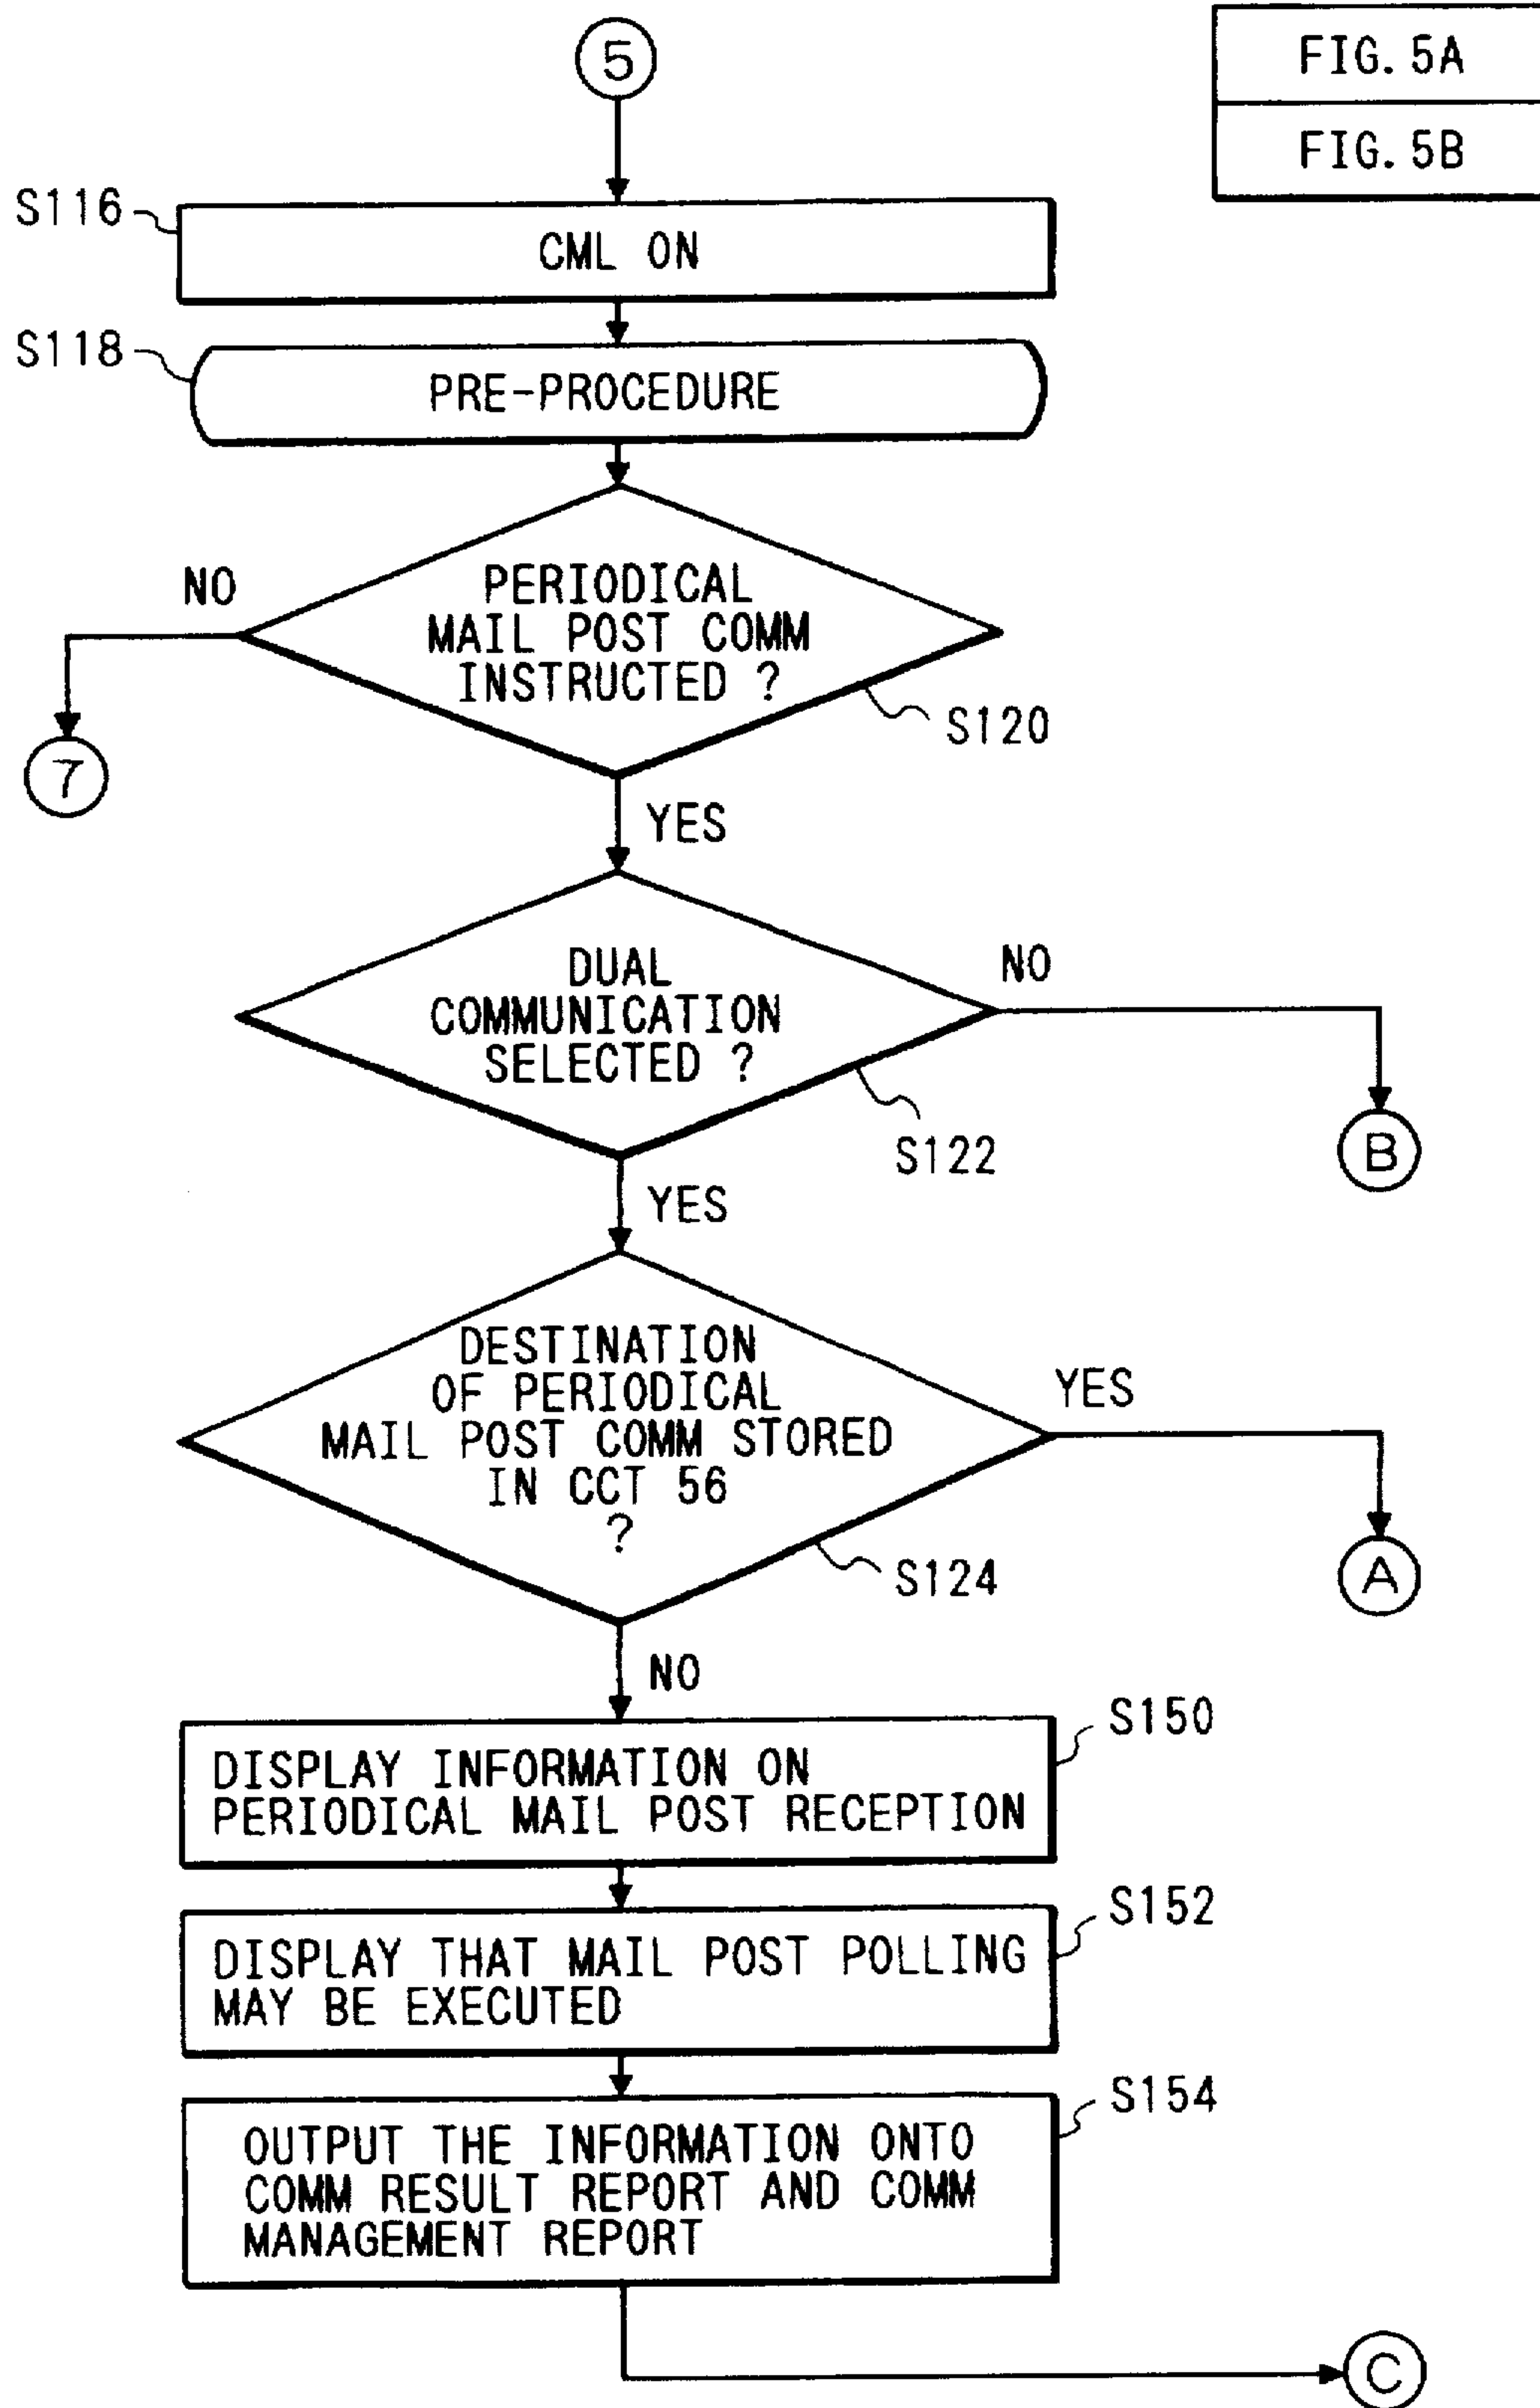 5
FIG. 5A
FIG. 5B
S116
CML ON
S118
PRE-PROCEDURE
NO
PERIODICAL
MAIL POST COMM
INSTRUCTED ?
S120
7
YES
DUAL
COMMUNICATION
SELECTED ?
NO
S122
B
YES
DESTINATION
OF PERIODICAL
MAIL POST COMM STORED
IN CCT 56
?
YES
S124
A
NO
S150
DISPLAY INFORMATION ON
PERIODICAL MAIL POST RECEPTION
S152
DISPLAY THAT MAIL POST POLLING
MAY BE EXECUTED
S154
OUTPUT THE INFORMATION ONTO
COMM RESULT REPORT AND COMM
MANAGEMENT REPORT
C